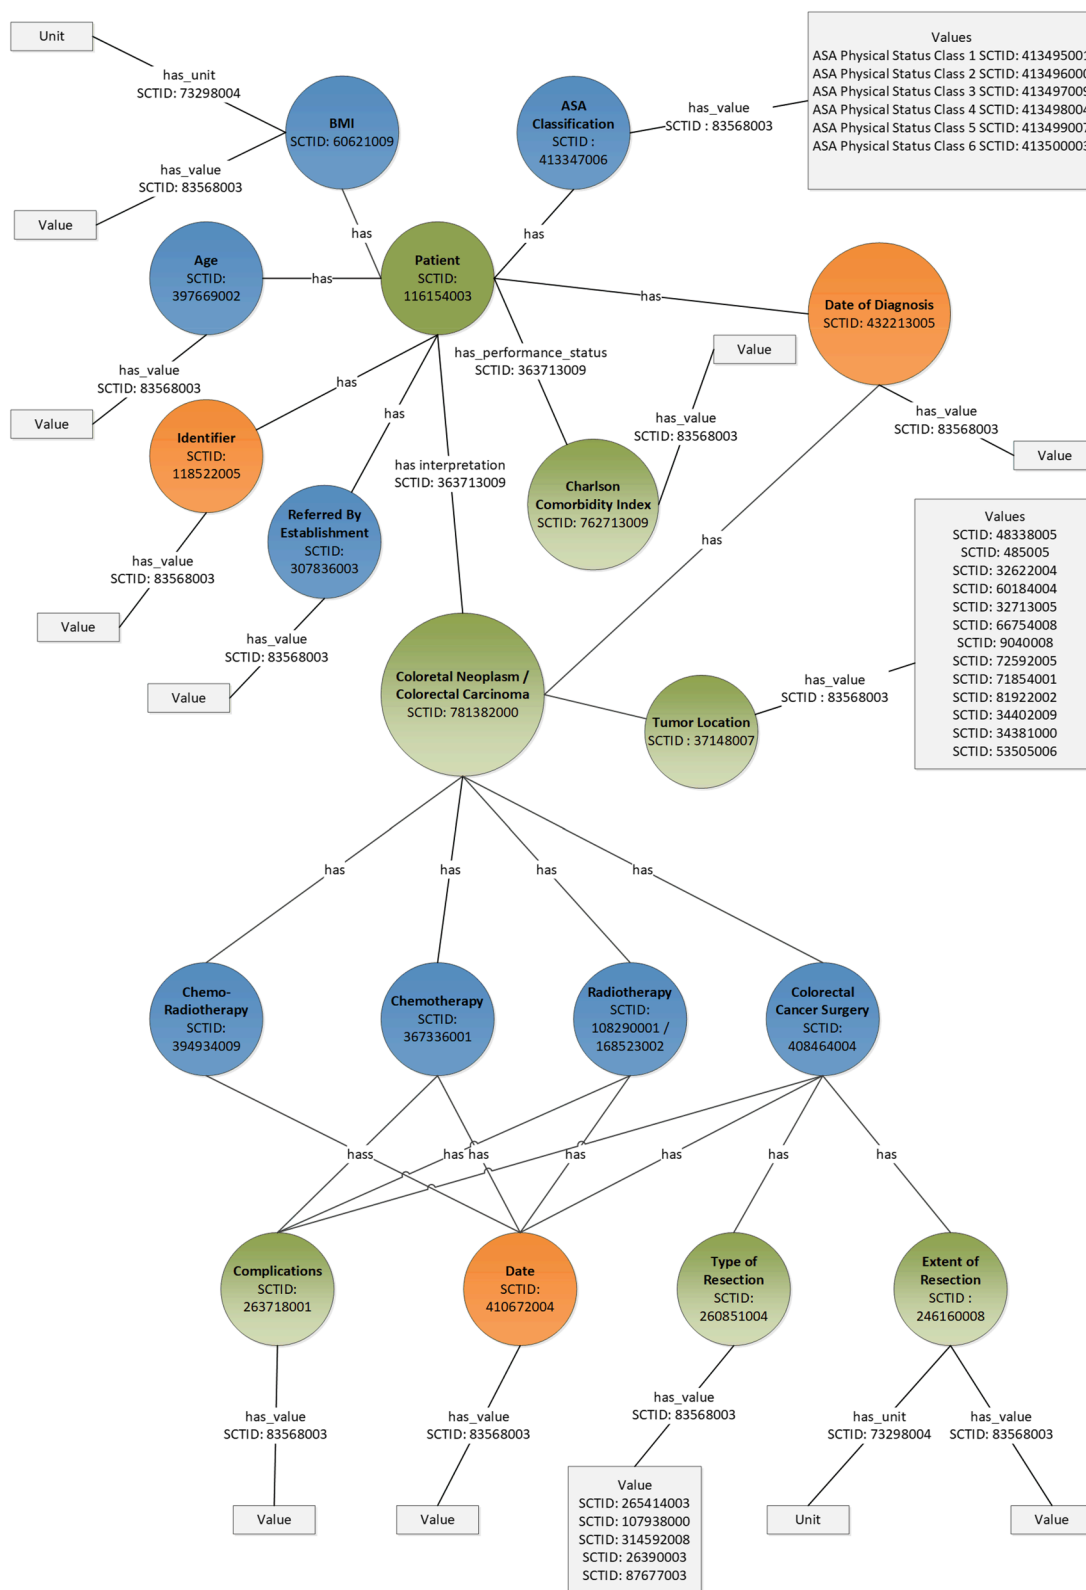 Unit
has_unit
SCTID: 73298004
BMI
SCTID: 60621009
has_value
SCTID: 83568003
Value
ASA
Classification
SCTID :
413347006
has_value
SCTID : 83568003
Values
ASA Physical Status Class 1 SCTID: 413495001
ASA Physical Status Class 2 SCTID: 413496000
ASA Physical Status Class 3 SCTID: 413497009
ASA Physical Status Class 4 SCTID: 413498004
ASA Physical Status Class 5 SCTID: 413499007
ASA Physical Status Class 6 SCTID: 413500003
has
has
Age
SCTID:
397669002
has
Patient
SCTID:
116154003
has
Date of Diagnosis
SCTID: 432213005
has_value
SCTID: 83568003
Value
has
Identifier
SCTID:
118522005
has_value
SCTID: 83568003
Value
has
Referred By
Establishment
SCTID:
307836003
has_value
SCTID: 83568003
Value
has interpretation
SCTID: 363713009
has_performance_status
SCTID: 363713009
Charlson
Comorbidity Index
SCTID: 762713009
has_value
SCTID: 83568003
Value
has_value
SCTID: 83568003
Value
has
Coloretal Neoplasm /
Colorectal Carcinoma
SCTID: 781382000
Tumor Location
SCTID : 37148007
has_value
SCTID : 83568003
Values
SCTID: 48338005
SCTID: 485005
SCTID: 32622004
SCTID: 60184004
SCTID: 32713005
SCTID: 66754008
SCTID: 9040008
SCTID: 72592005
SCTID: 71854001
SCTID: 81922002
SCTID: 34402009
SCTID: 34381000
SCTID: 53505006
has
has
has
has
Chemo-
Radiotherapy
SCTID:
394934009
Chemotherapy
SCTID:
367336001
Radiotherapy
SCTID:
108290001 /
168523002
Colorectal
Cancer Surgery
SCTID:
408464004
hass
has
has
has
has
has
has
Complications
SCTID:
263718001
Date
SCTID:
410672004
Type of
Resection
SCTID:
260851004
Extent of
Resection
SCTID :
246160008
has_value
SCTID: 83568003
Value
has_value
SCTID: 83568003
Value
has_value
SCTID: 83568003
Value
SCTID: 265414003
SCTID: 107938000
SCTID: 314592008
SCTID: 26390003
SCTID: 87677003
has_unit
SCTID: 73298004
Unit
has_value
SCTID: 83568003
Value